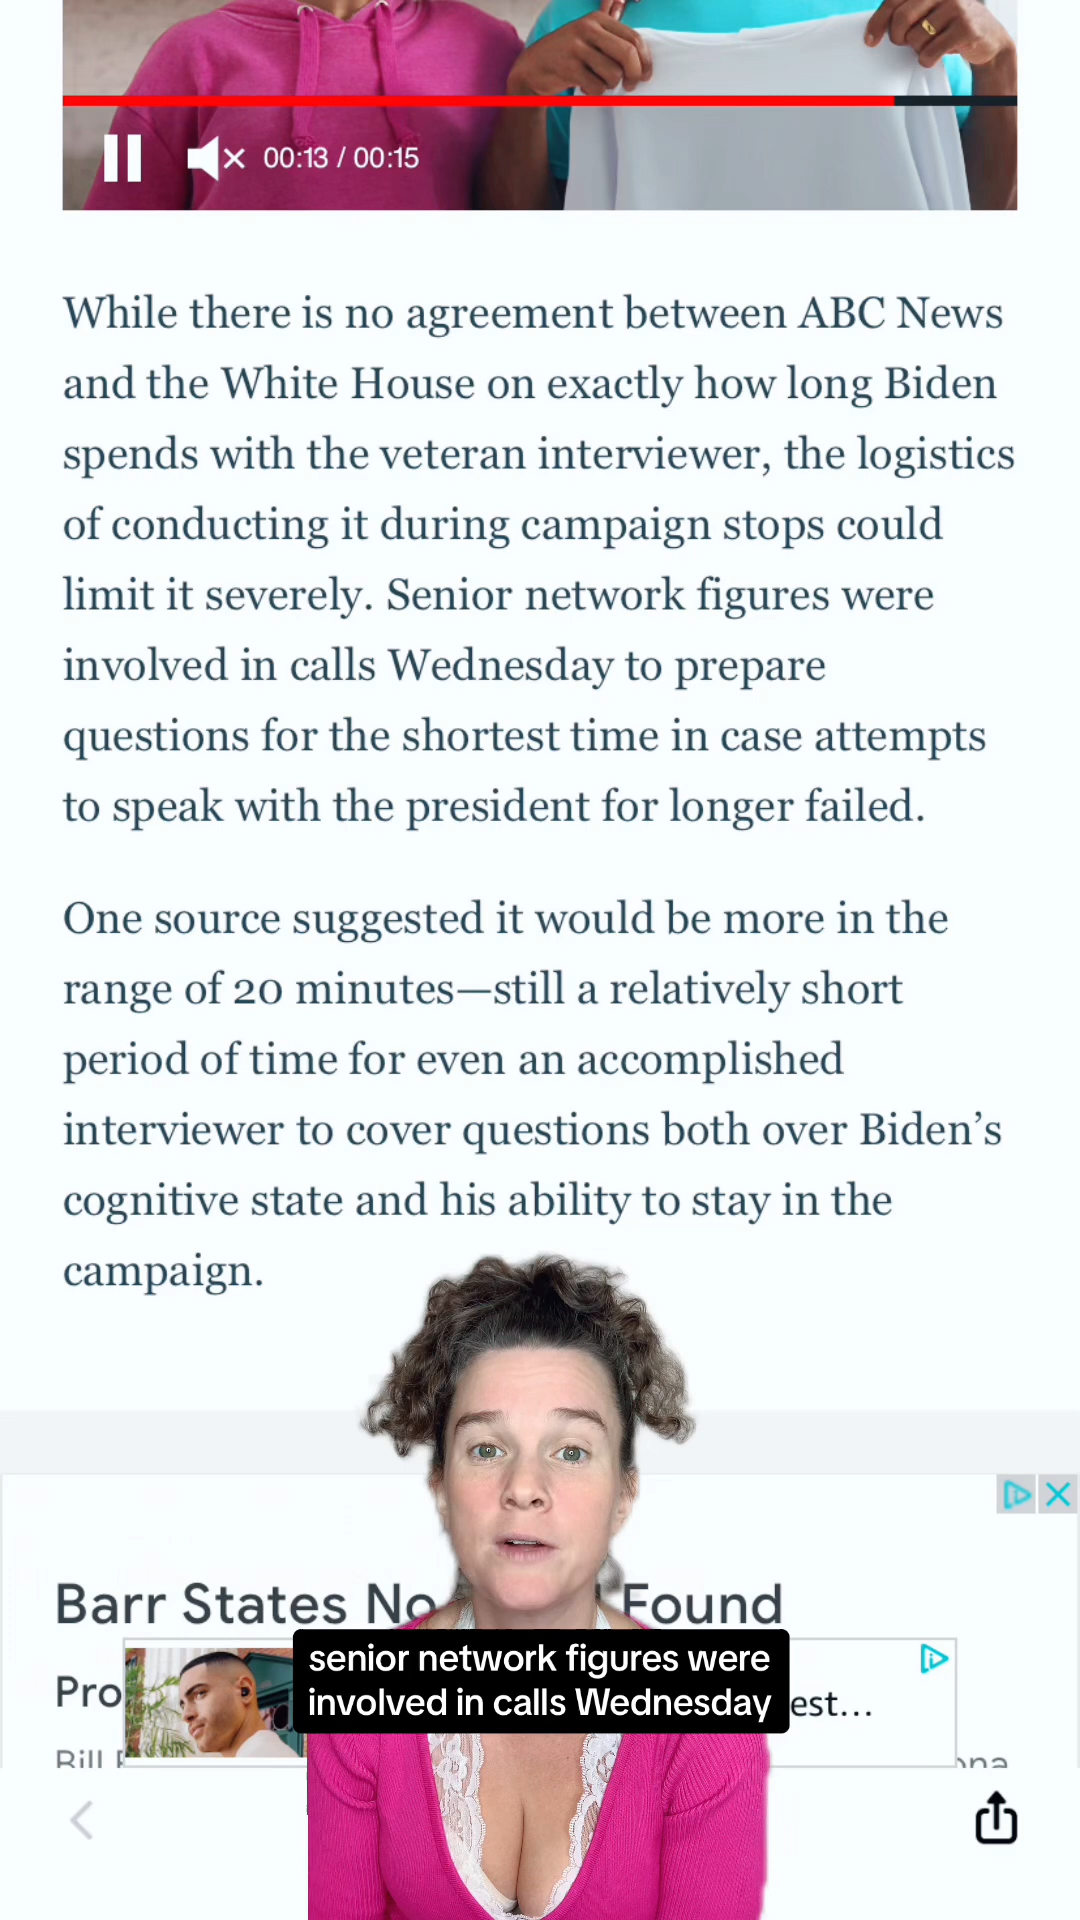 00:13 / 00:15
While there is no agreement between ABC News
and the White House on exactly how long Biden
spends with the veteran interviewer, the logistics
of conducting it during campaign stops could
limit it severely. Senior network figures were
involved in calls Wednesday to prepare
questions for the shortest time in case attempts
to speak with the president for longer failed.
One source suggested it would be more in the
range of 20 minutes—still a relatively short
period of time for even an accomplished
interviewer to cover questions both over Biden’s
cognitive state and his ability to stay in the
campaign.
Barr States No Found
senior network figures were
involved in calls Wednesday